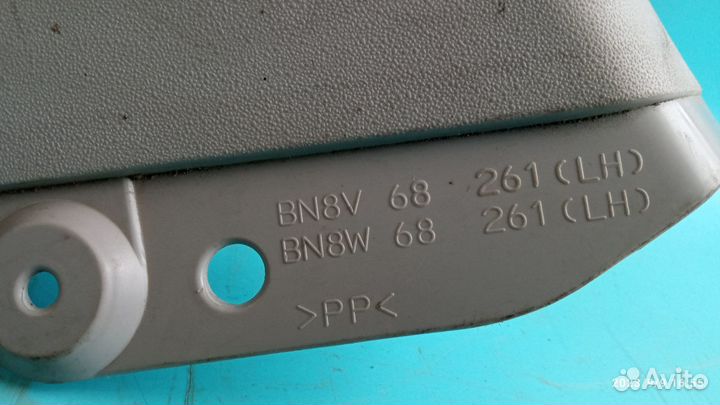 BN8V 68 261(LH)
BN8W 68 261(LH)
>PP<
Avito